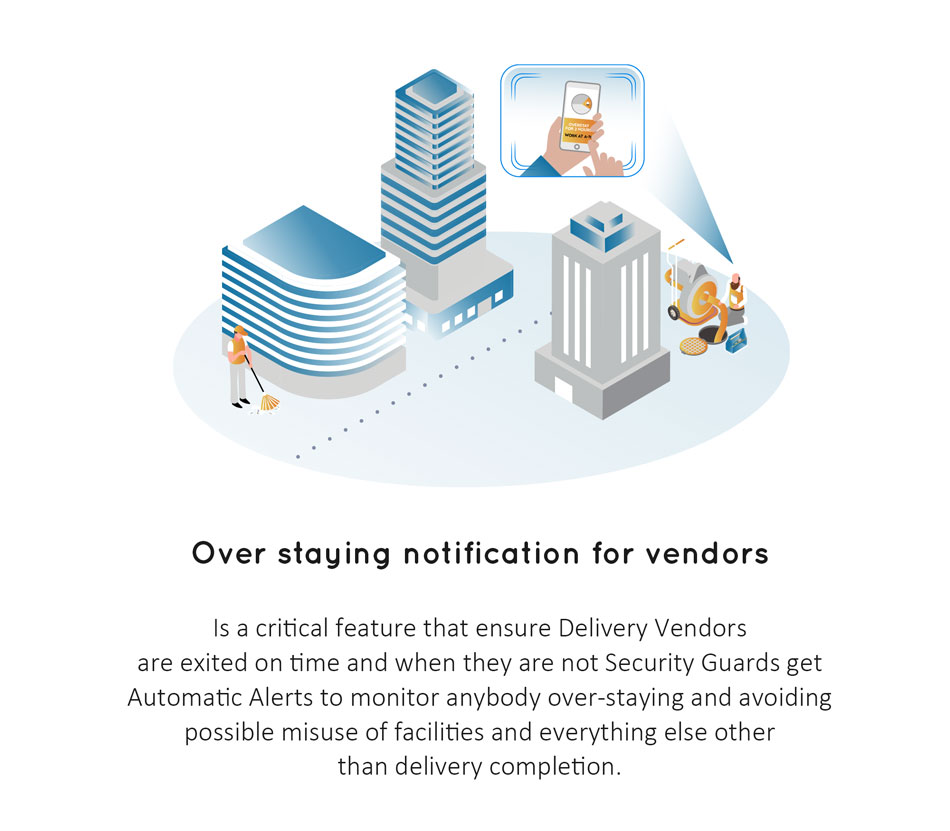 OVERSTAY
FOR 2 HOURS
WORK AT A-
Over staying notification for vendors
Is a critical feature that ensure Delivery Vendors
are exited on time and when they are not Security Guards get
Automatic Alerts to monitor anybody over-staying and avoiding
possible misuse of facilities and everything else other
than delivery completion.